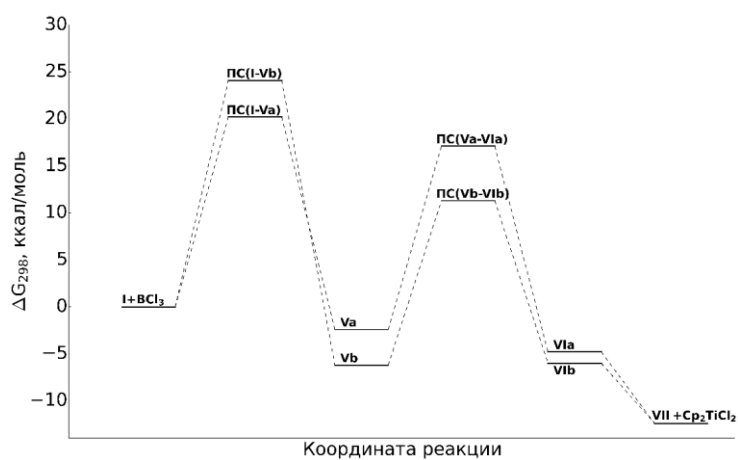 30
25
20
15
10
5
0
−5
−10
ΔG₂₉₈, ккал/моль
ПС(I-Vb)
ПС(I-Va)
ПС(Va-VIa)
ПС(Vb-VIb)
I+BCl₃
Va
Vb
VIa
VIb
VII +Cp₂TiCl₂
Координата реакции